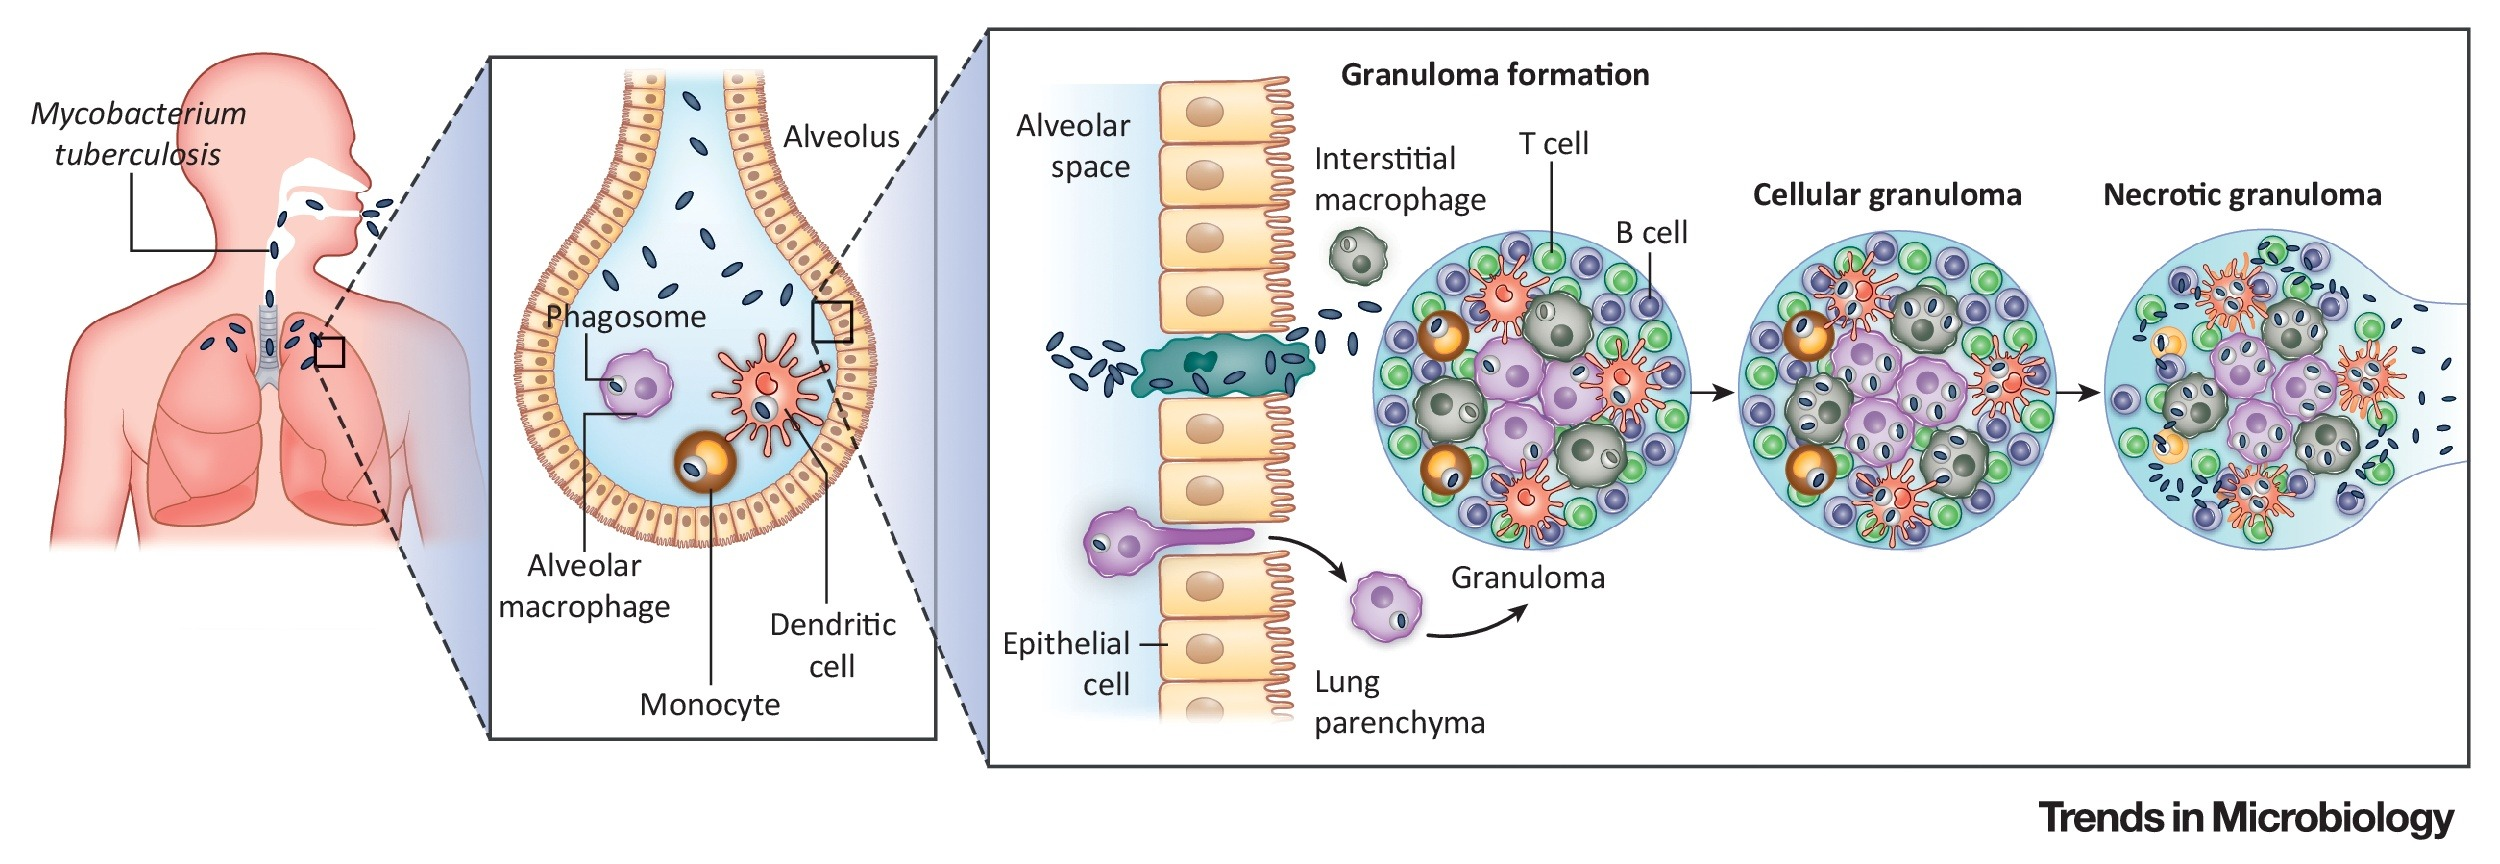 Mycobacterium
tuberculosis
Alveolus
Phagosome
Alveolar
macrophage
Monocyte
Dendritic
cell
Granuloma formation
Alveolar
space
Interstitial
macrophage
T cell
B cell
Cellular granuloma
Necrotic granuloma
Granuloma
Epithelial
cell
Lung
parenchyma
Trends in Microbiology